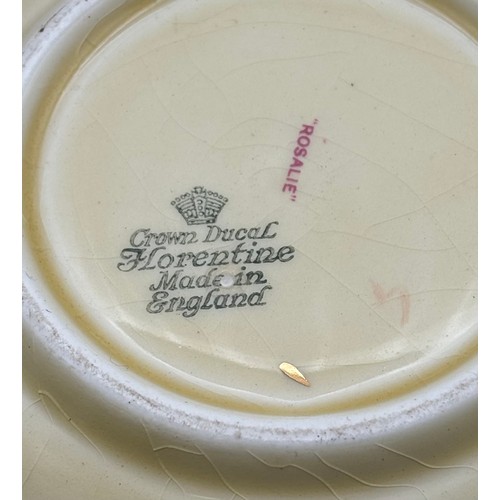 "ROSALIE"
Crown Ducal
Florentine
Made in
England